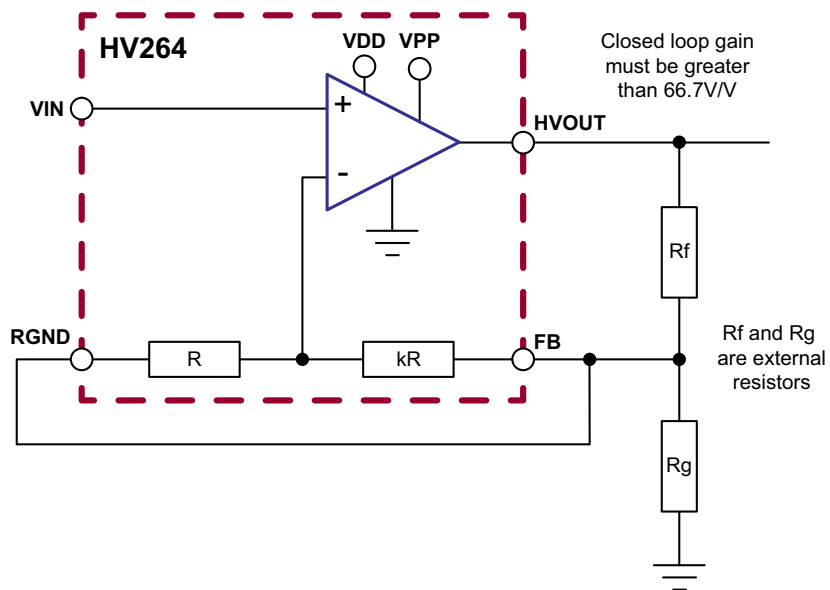 HV264
VDD
VPP
Closed loop gain
must be greater
than 66.7V/V
VIN
+
-
HVOUT
Rf
RGND
R
kR
FB
Rf and Rg
are external
resistors
Rg